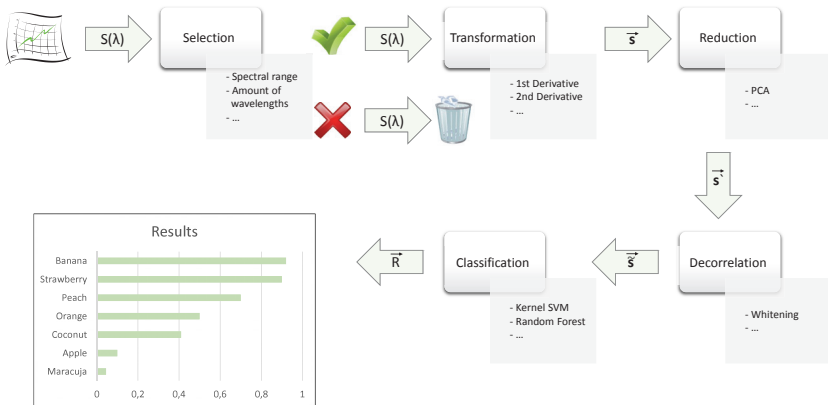 S(λ)
Selection
- Spectral range
- Amount of
wavelengths
- ...
S(λ)
S(λ)
Transformation
- 1st Derivative
- 2nd Derivative
- ...
s⃗
Reduction
- PCA
- ...
s⃗`
Decorrelation
- Whitening
- ...
s̃⃗
Classification
- Kernel SVM
- Random Forest
- ...
R⃗
Results
Banana
Strawberry
Peach
Orange
Coconut
Apple
Maracuja
0 0,2 0,4 0,6 0,8 1